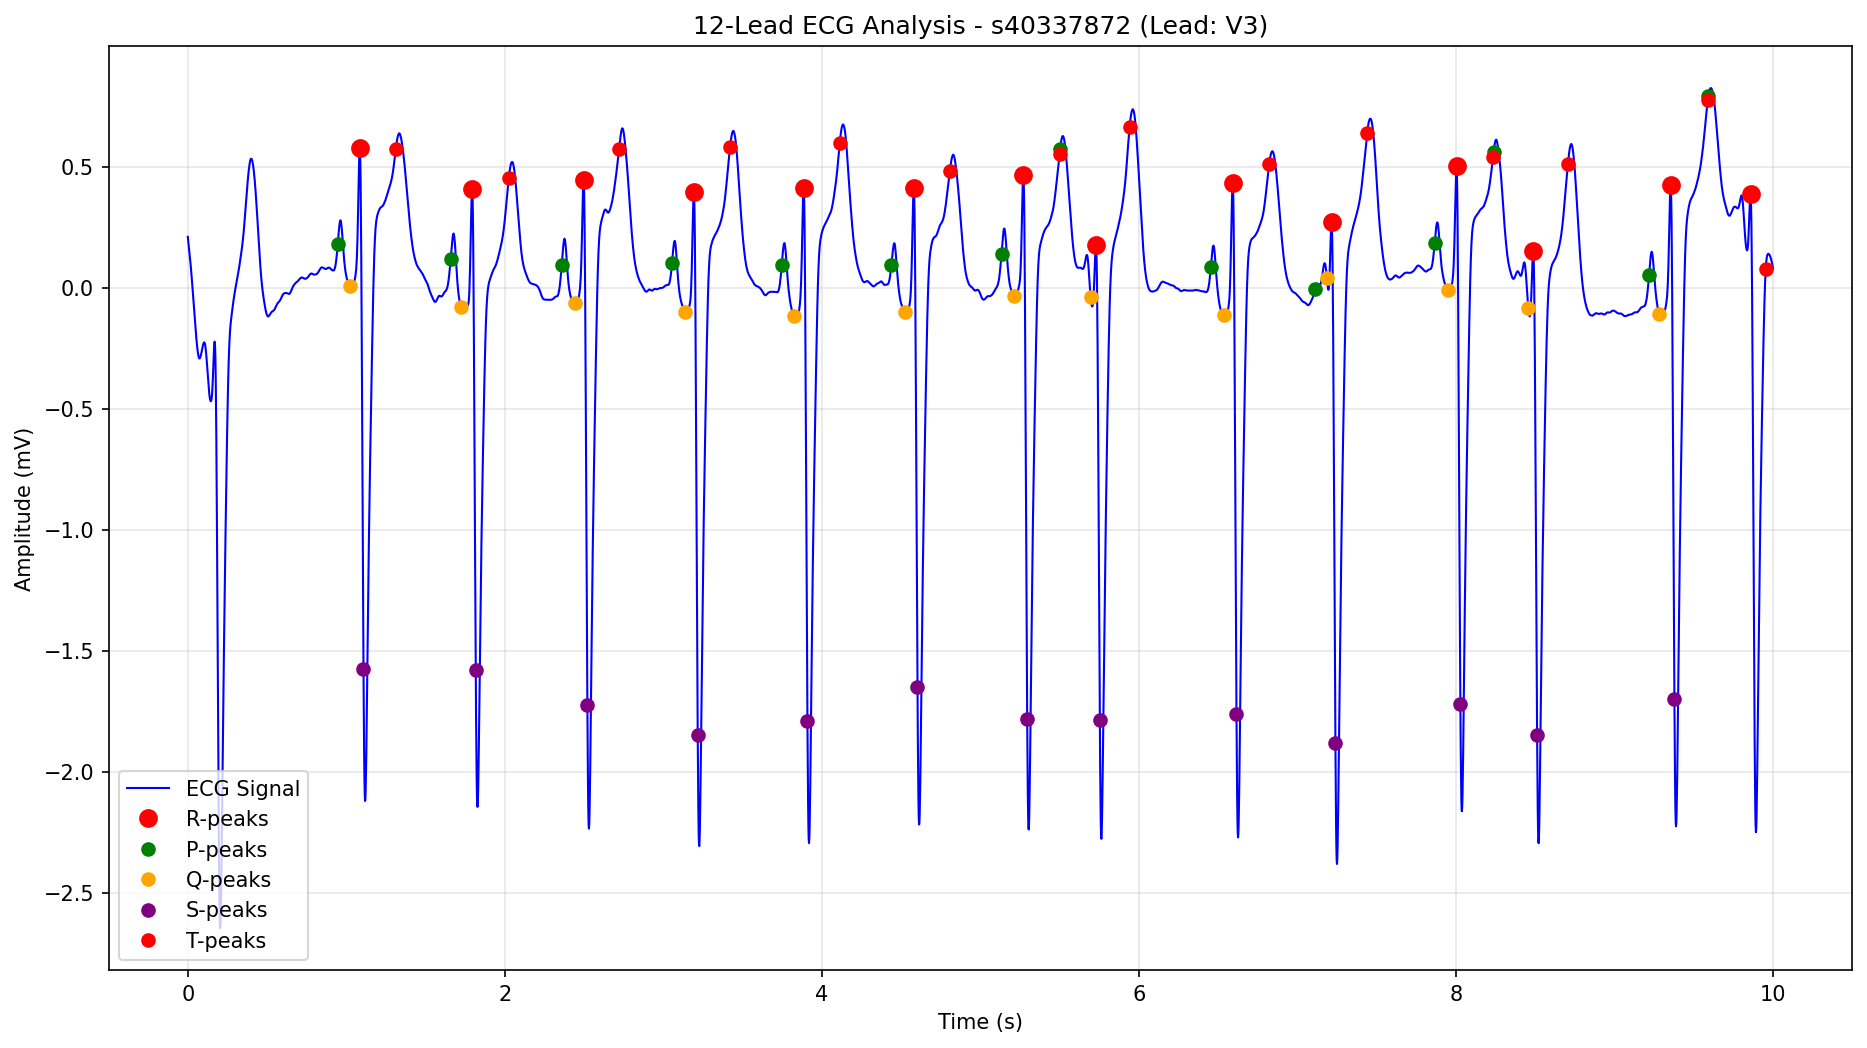 12-Lead ECG Analysis - s40337872 (Lead: V3)
Amplitude (mV)
0.5
0.0
−0.5
−1.0
−1.5
−2.0
−2.5
ECG Signal
R-peaks
P-peaks
Q-peaks
S-peaks
T-peaks
0 2 4 6 8 10
Time (s)